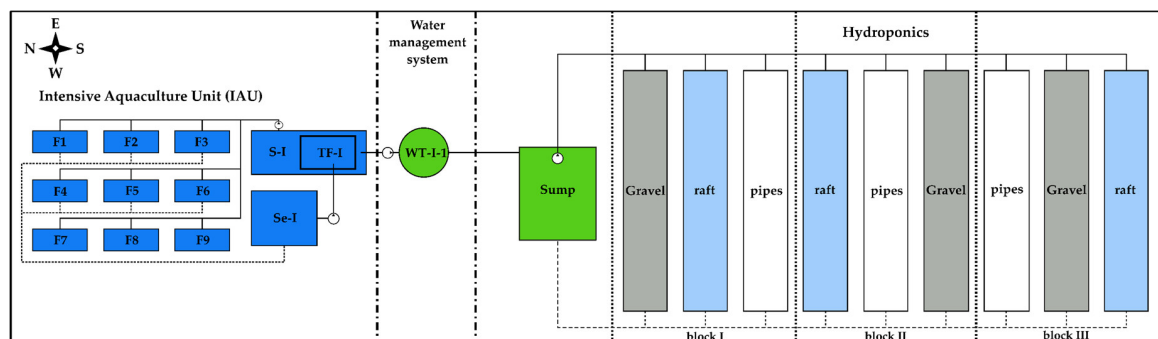 E
N S
W
Water
management
system
Hydroponics
Intensive Aquaculture Unit (IAU)
F1 F2 F3
S-I TF-I
WT-I-1
F4 F5 F6
Se-I
F7 F8 F9
Sump
Gravel raft pipes raft pipes Gravel pipes Gravel raft
block I block II block III